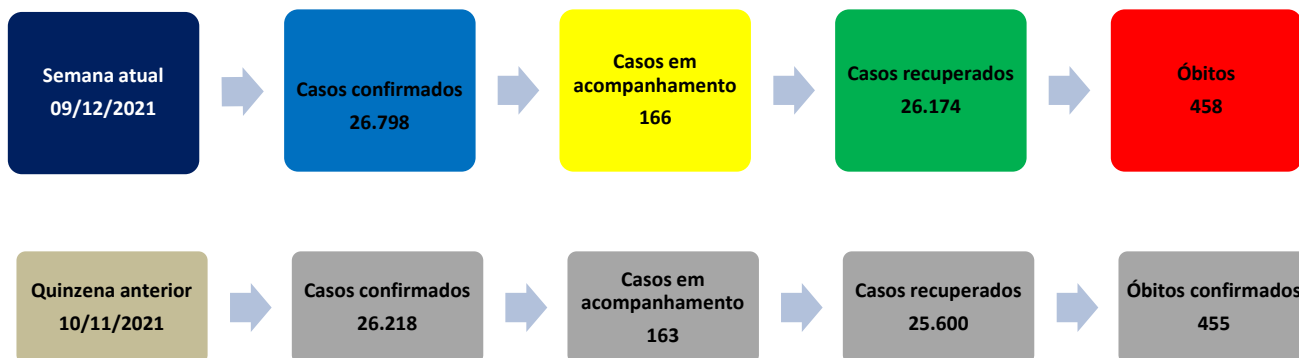 Semana atual
09/12/2021
Casos confirmados
26.798
Casos em
acompanhamento
166
Casos recuperados
26.174
Óbitos
458
Quinzena anterior
10/11/2021
Casos confirmados
26.218
Casos em
acompanhamento
163
Casos recuperados
25.600
Óbitos confirmados
455